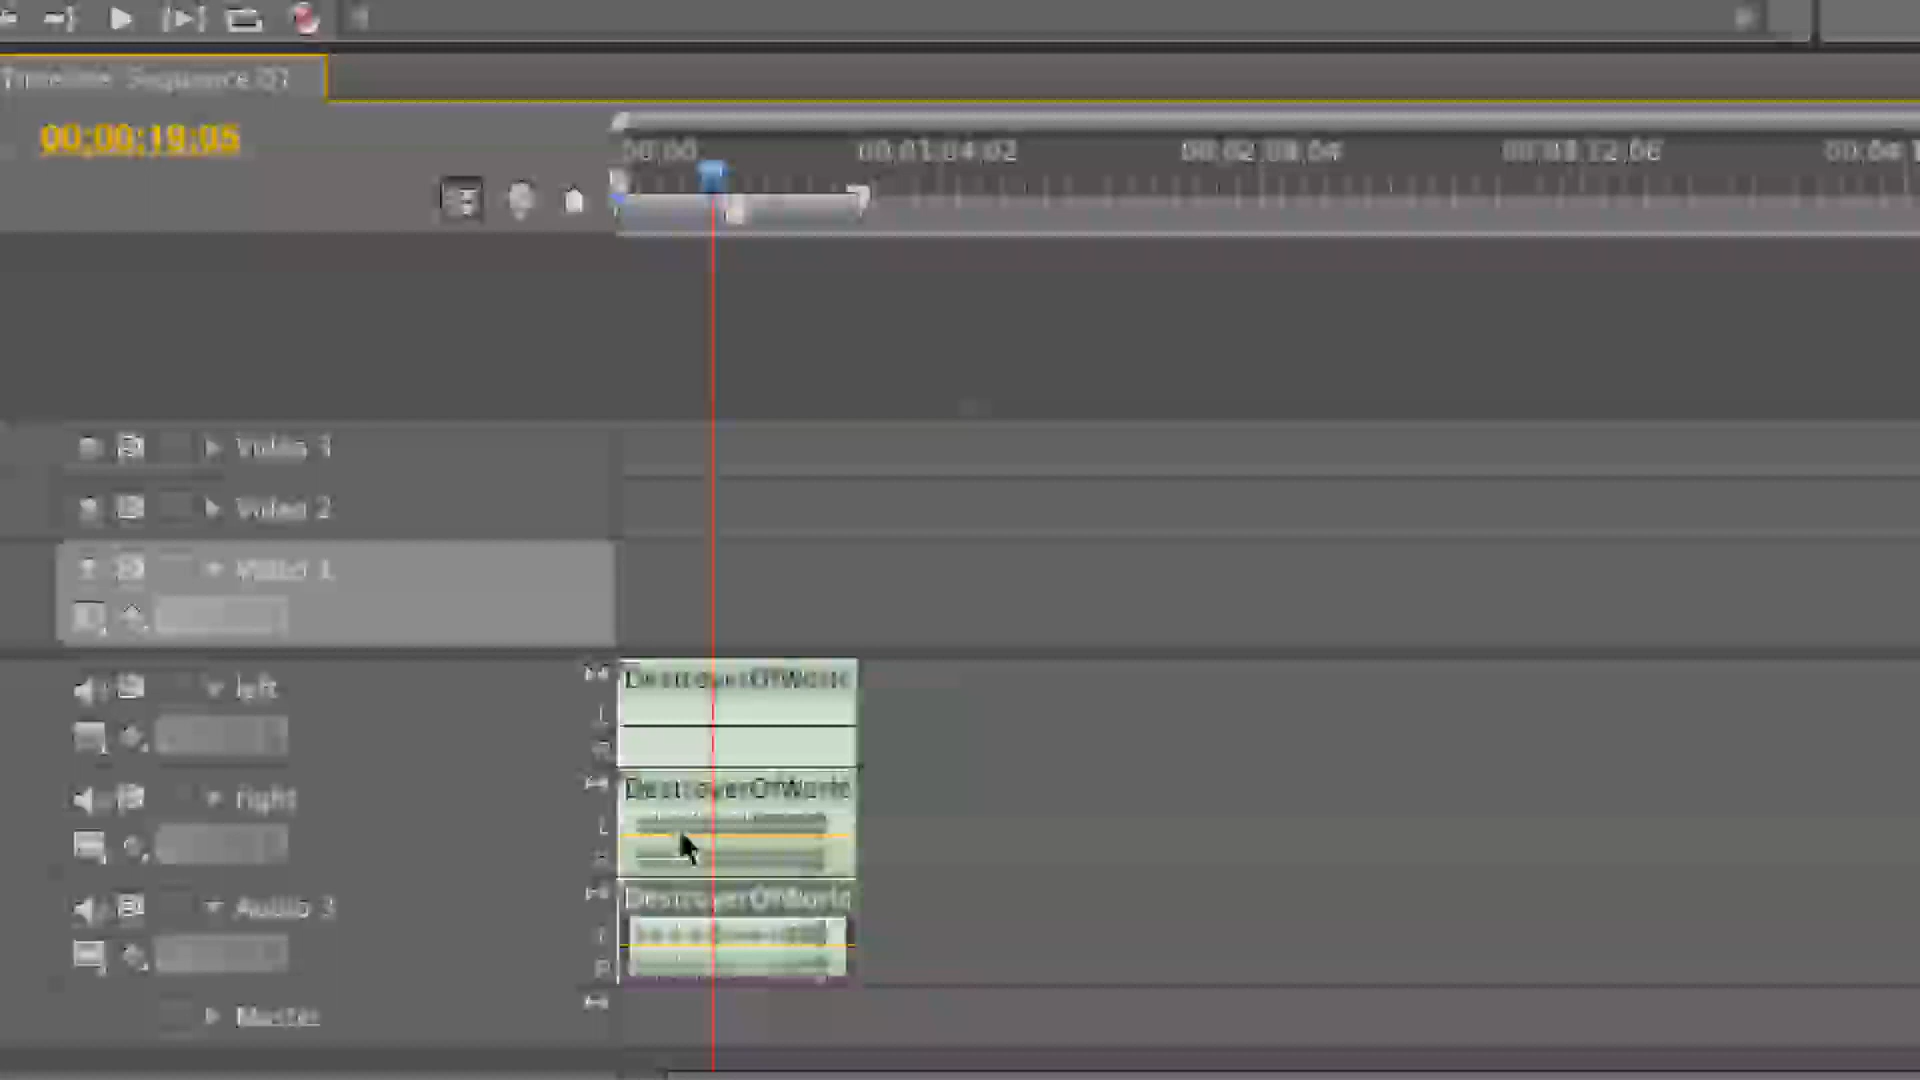 Timeline: Sequence 01
00;00;19;05
00;00 00;01;04;02 00;02;08;04 00;03;12;06 00;04
Video 3
Video 2
Video 1
left
DestroyerOfWorld
L
R
right
DestroyerOfWorld
L
R
Audio 3
DestroyerOfWorld
L
R
Master